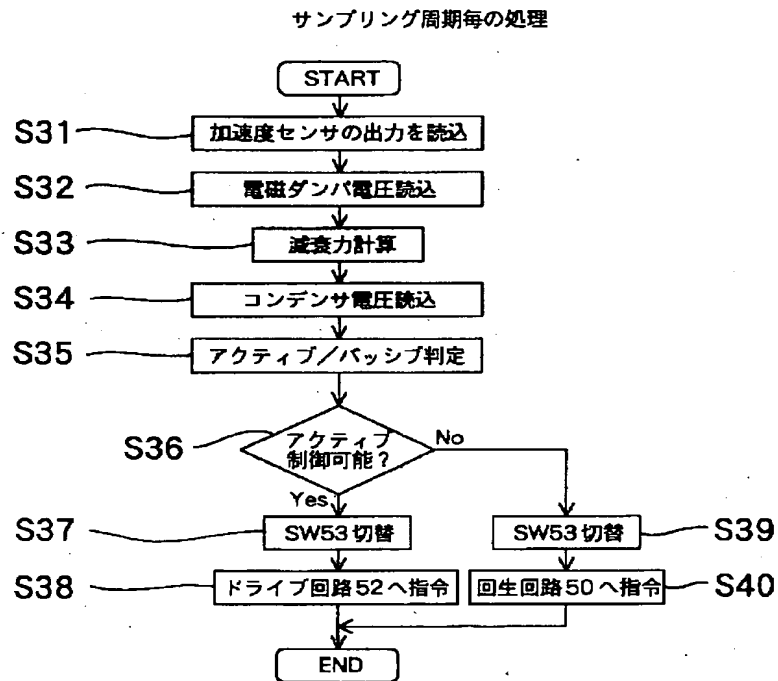 サンプリング周期毎の処理
START
S31
加速度センサの出力を読込
S32
電磁ダンパ電圧読込
S33
減衰力計算
S34
コンデンサ電圧読込
S35
アクティブ/パッシブ判定
S36
アクティブ
制御可能?
No
Yes
S37
SW53切替
SW53切替
S39
S38
ドライブ回路52へ指令
回生回路50へ指令
S40
END